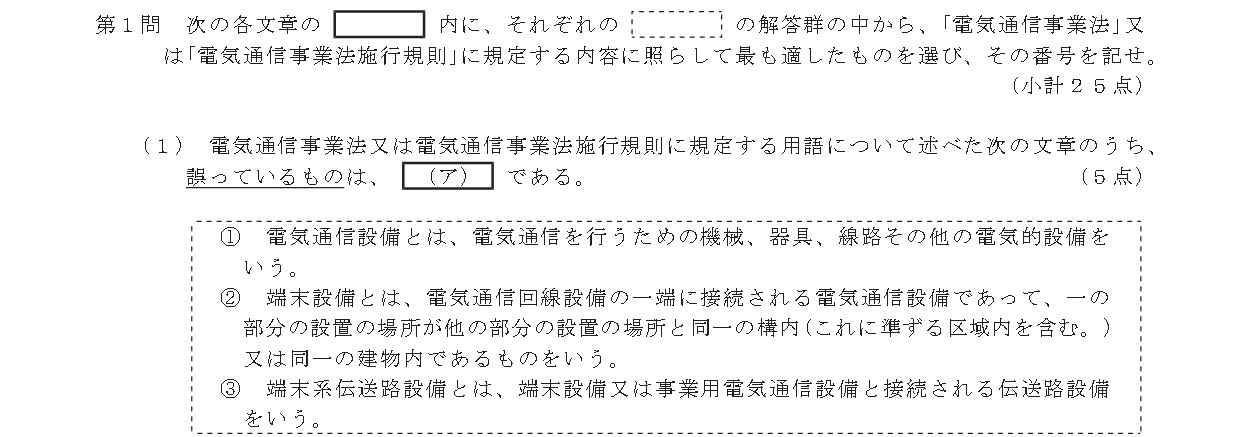 第１問　次の各文章の　　　　内に、それぞれの　　　　の解答群の中から、「電気通信事業法」又
は「電気通信事業法施行規則」に規定する内容に照らして最も適したものを選び、その番号を記せ。
（小計２５点）
（１）　電気通信事業法又は電気通信事業法施行規則に規定する用語について述べた次の文章のうち、
誤っているものは、　（ア）　である。　（５点）
①　電気通信設備とは、電気通信を行うための機械、器具、線路その他の電気的設備を
いう。
②　端末設備とは、電気通信回線設備の一端に接続される電気通信設備であって、一の
部分の設置の場所が他の部分の設置の場所と同一の構内（これに準ずる区域内を含む。）
又は同一の建物内であるものをいう。
③　端末系伝送路設備とは、端末設備又は事業用電気通信設備と接続される伝送路設備
をいう。